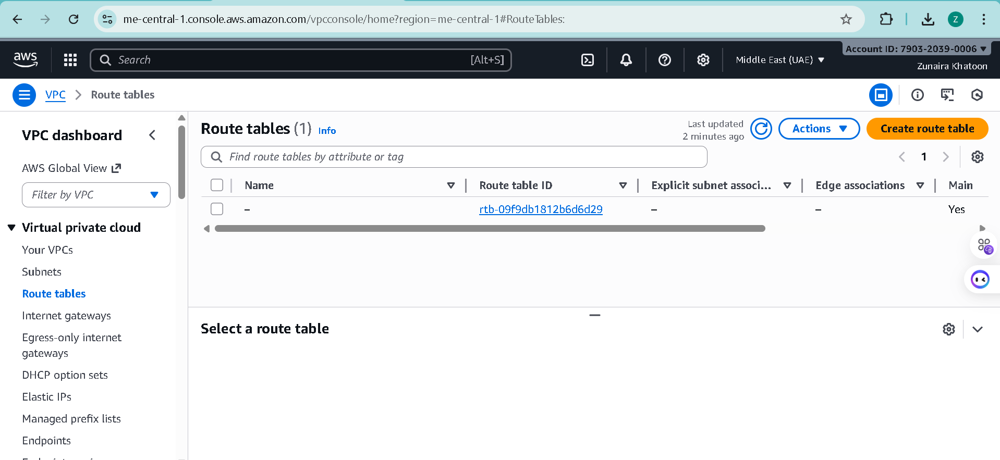 me-central-1.console.aws.amazon.com/vpcconsole/home?region=me-central-1#RouteTables:
Z
aws
Search
[Alt+S]
Middle East (UAE)
Account ID: 7903-2039-0006
Zunaira Khatoon
VPC
Route tables
VPC dashboard
AWS Global View
Filter by VPC
Virtual private cloud
Your VPCs
Subnets
Route tables
Internet gateways
Egress-only internet
gateways
DHCP option sets
Elastic IPs
Managed prefix lists
Endpoints
Route tables (1) Info
Last updated
2 minutes ago
Actions
Create route table
Find route tables by attribute or tag
1
Name
Route table ID
Explicit subnet associ...
Edge associations
Main
–
rtb-09f9db1812b6d6d29
–
–
Yes
Select a route table